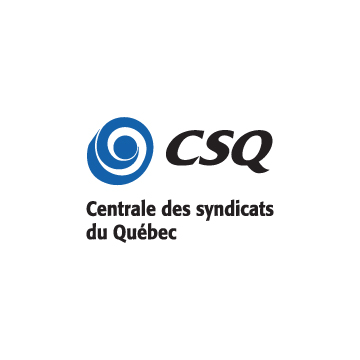 CSQ
Centrale des syndicats
du Québec